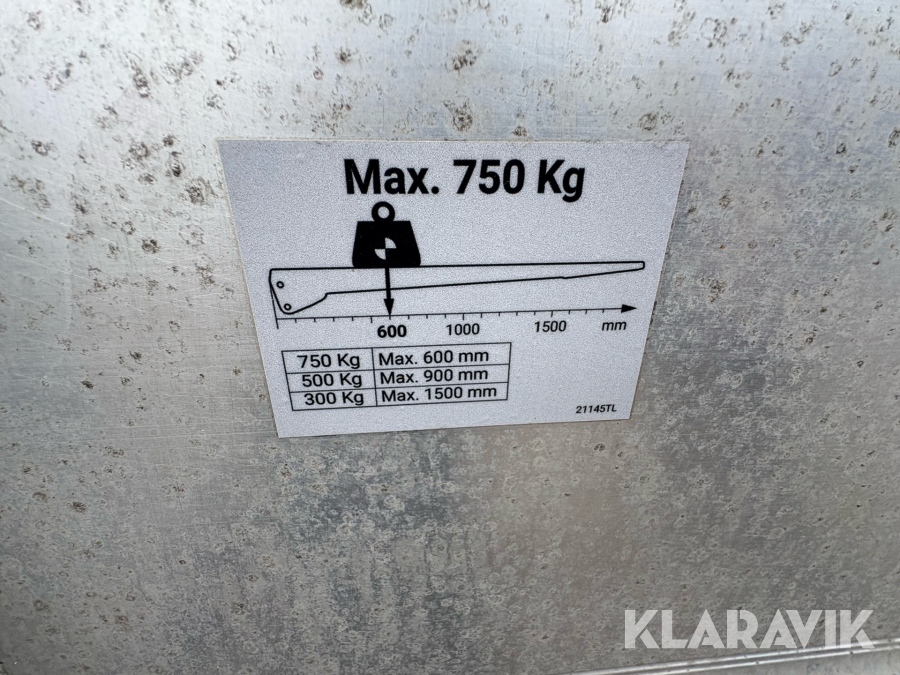 Max. 750 Kg
600 1000 1500 mm
750 Kg Max. 600 mm
500 Kg Max. 900 mm
300 Kg Max. 1500 mm
21145TL
KLARAVIK